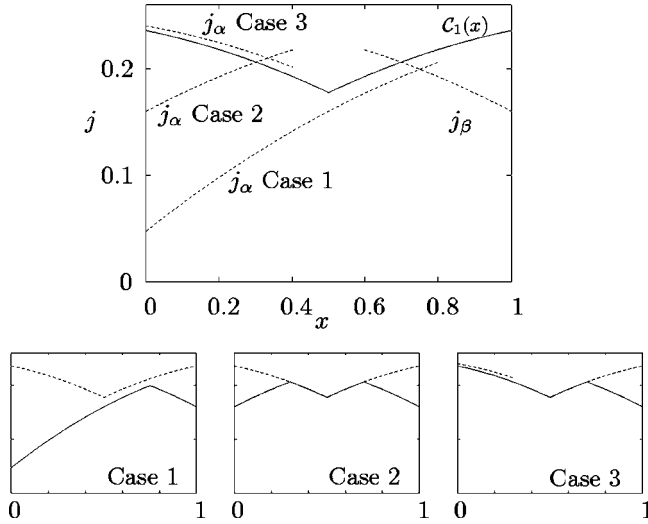 j_α Case 3
𝒞₁(x)
0.2
j
j_α Case 2
j_β
j_α Case 1
0.1
0
0 0.2 0.4 0.6 0.8 1
x
Case 1
0 1
Case 2
0 1
Case 3
0 1